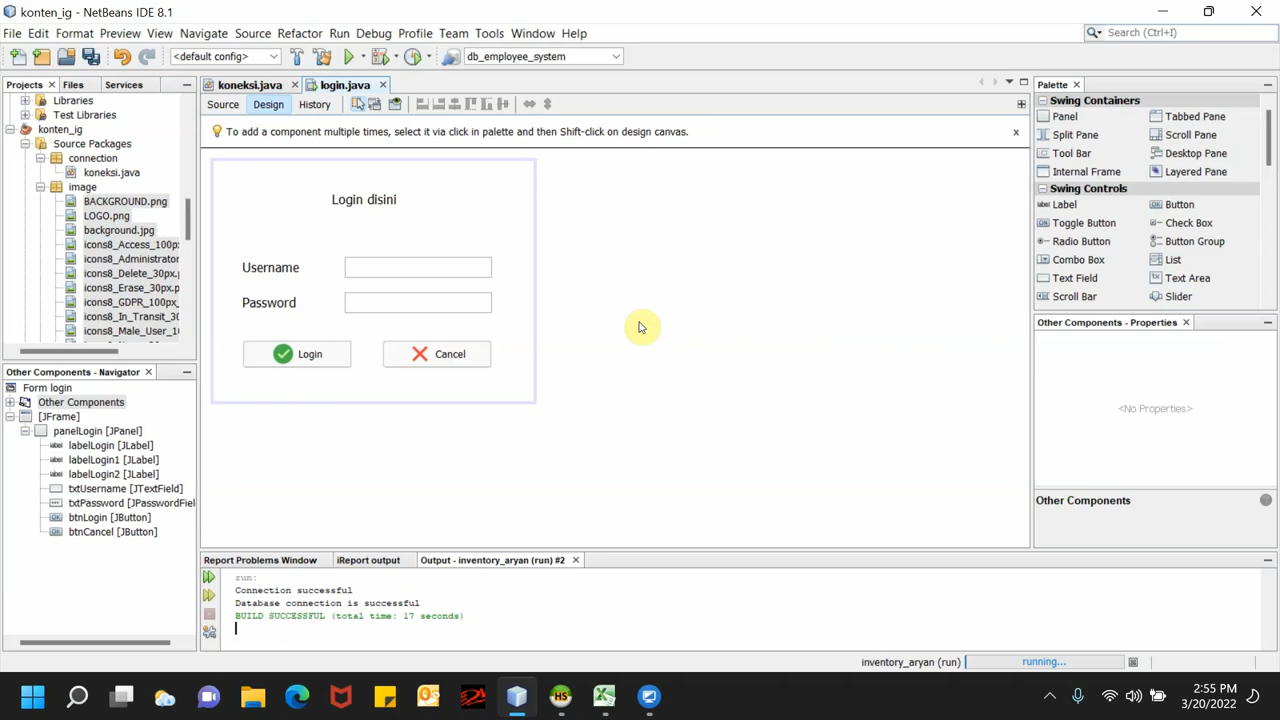 konten_ig - NetBeans IDE 8.1
File Edit Format Preview View Navigate Source Refactor Run Debug Profile Team Tools Window Help
Search (Ctrl+I)
<default config>
db_employee_system
Projects Files Services
Libraries
Test Libraries
konten_ig
Source Packages
connection
koneksi.java
image
BACKGROUND.png
LOGO.png
background.jpg
icons8_Access_100px
icons8_Administrator
icons8_Delete_30px.
icons8_Erase_30px.p
icons8_GDPR_100px_
icons8_In_Transit_30
icons8_Male_User_10
Other Components - Navigator
Form login
Other Components
[JFrame]
panelLogin [JPanel]
labelLogin [JLabel]
labelLogin1 [JLabel]
labelLogin2 [JLabel]
txtUsername [JTextField]
txtPassword [JPasswordFiel
btnLogin [JButton]
btnCancel [JButton]
koneksi.java login.java
Source Design History
To add a component multiple times, select it via click in palette and then Shift-click on design canvas.
Login disini
Username
Password
Login Cancel
Report Problems Window iReport output Output - inventory_aryan (run) #2
run:
Connection successful
Database connection is successful
BUILD SUCCESSFUL (total time: 17 seconds)
Palette
Swing Containers
Panel Tabbed Pane
Split Pane Scroll Pane
Tool Bar Desktop Pane
Internal Frame Layered Pane
Swing Controls
Label Button
Toggle Button Check Box
Radio Button Button Group
Combo Box List
Text Field Text Area
Scroll Bar Slider
Other Components - Properties
<No Properties>
Other Components
inventory_aryan (run) running...
2:55 PM
3/20/2022